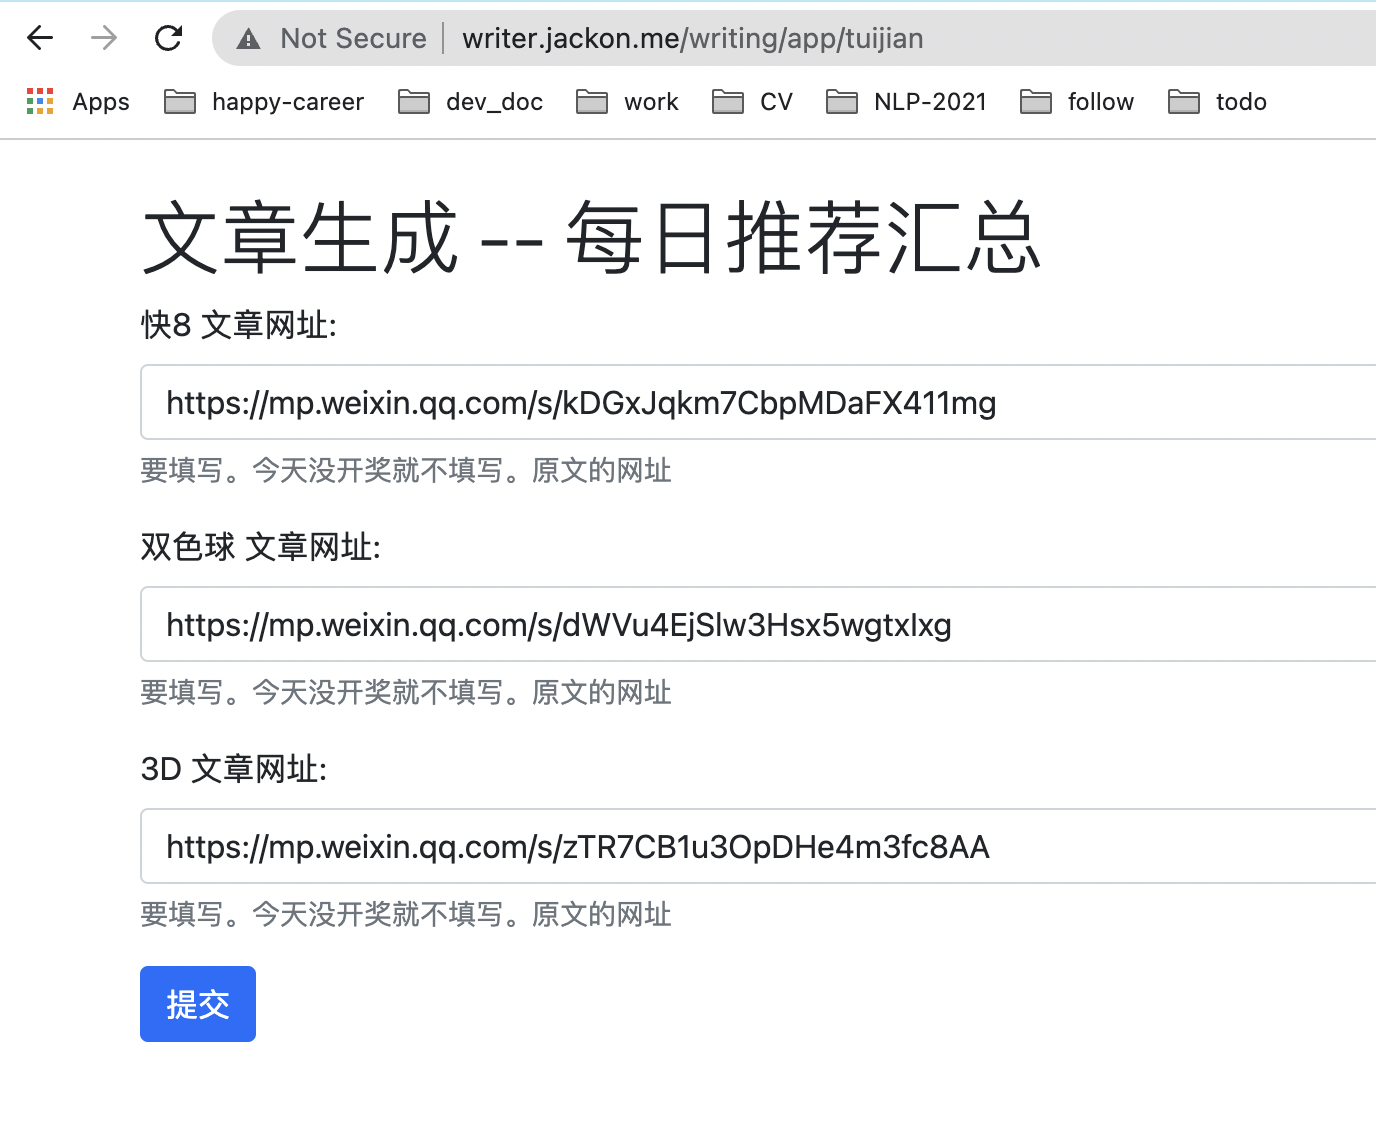 Not Secure writer.jackon.me/writing/app/tuijian
Apps happy-career dev_doc work CV NLP-2021 follow todo
文章生成 -- 每日推荐汇总
快8 文章网址:
https://mp.weixin.qq.com/s/kDGxJqkm7CbpMDaFX411mg
要填写。今天没开奖就不填写。原文的网址
双色球 文章网址:
https://mp.weixin.qq.com/s/dWVu4EjSlw3Hsx5wgtxIxg
要填写。今天没开奖就不填写。原文的网址
3D 文章网址:
https://mp.weixin.qq.com/s/zTR7CB1u3OpDHe4m3fc8AA
要填写。今天没开奖就不填写。原文的网址
提交